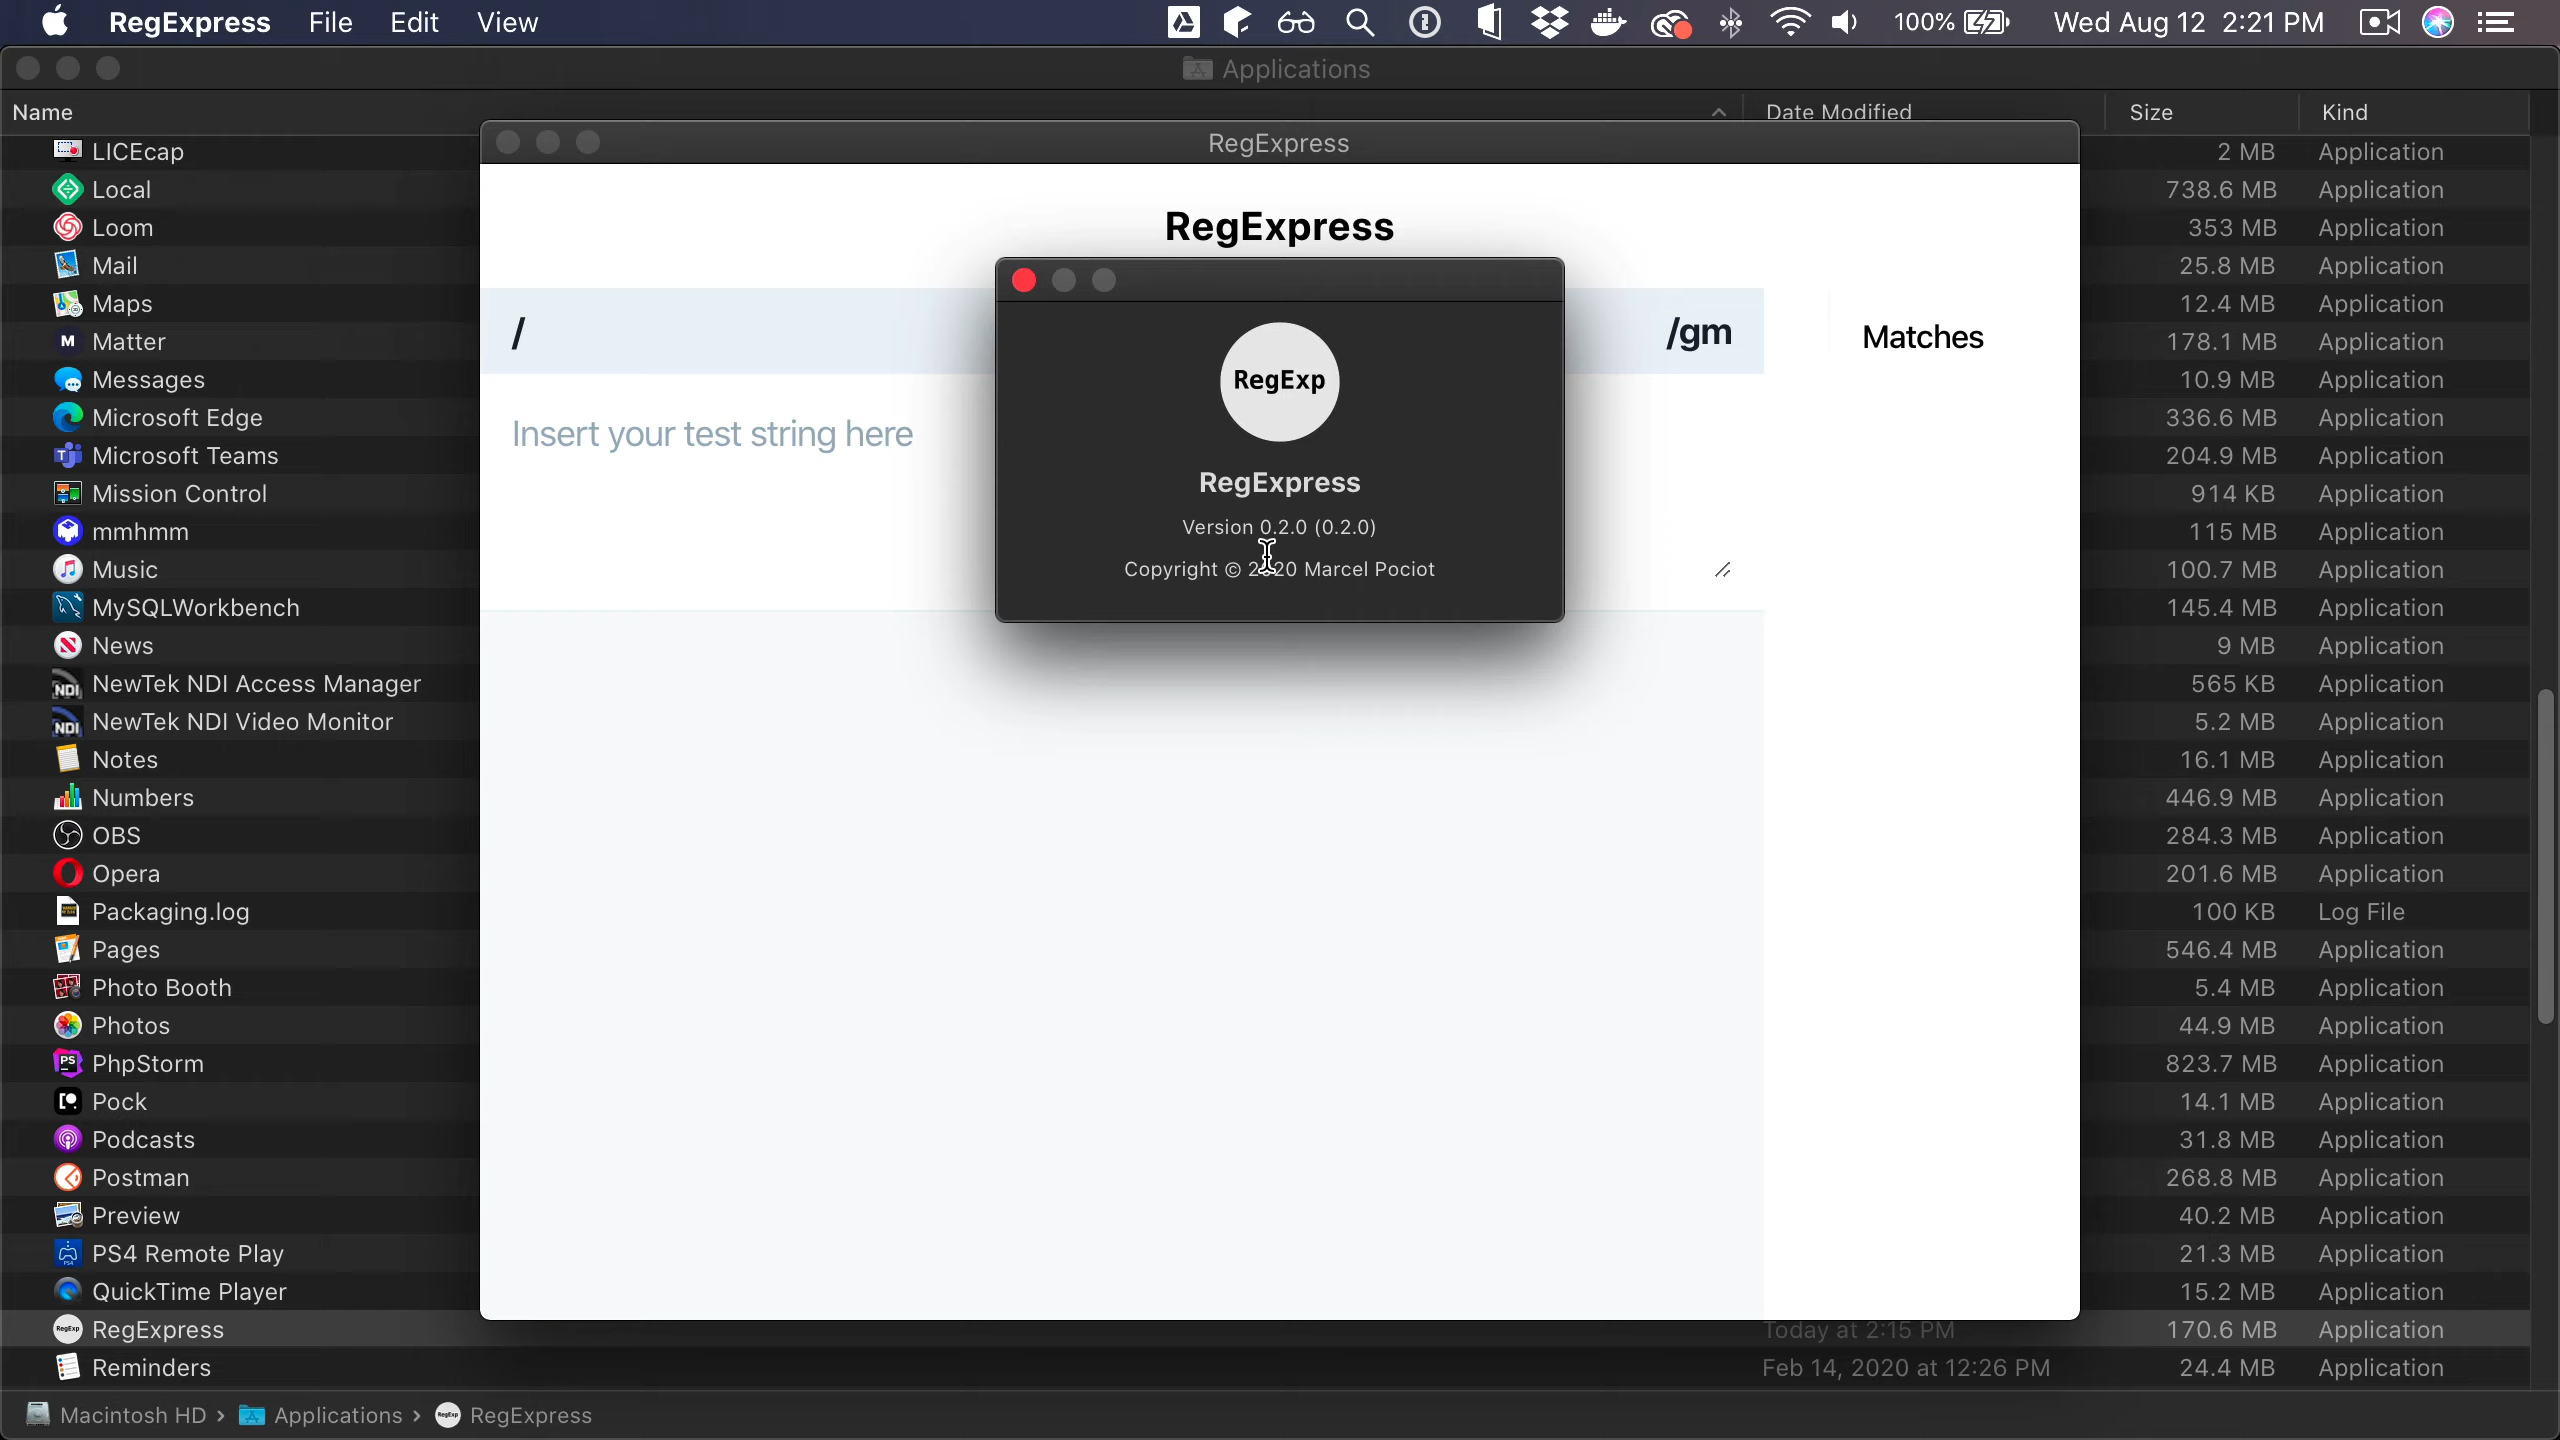 RegExpress File Edit View 100% Wed Aug 12 2:21 PM
Applications
Name Date Modified Size Kind
LICEcap 2 MB Application
Local 738.6 MB Application
Loom 353 MB Application
Mail 25.8 MB Application
Maps 12.4 MB Application
M Matter 178.1 MB Application
Messages 10.9 MB Application
Microsoft Edge 336.6 MB Application
Microsoft Teams 204.9 MB Application
Mission Control 914 KB Application
mmhmm 115 MB Application
Music 100.7 MB Application
MySQLWorkbench 145.4 MB Application
News 9 MB Application
NDI NewTek NDI Access Manager 565 KB Application
NDI NewTek NDI Video Monitor 5.2 MB Application
Notes 16.1 MB Application
Numbers 446.9 MB Application
OBS 284.3 MB Application
Opera 201.6 MB Application
Packaging.log 100 KB Log File
Pages 546.4 MB Application
Photo Booth 5.4 MB Application
Photos 44.9 MB Application
PS PhpStorm 823.7 MB Application
Pock 14.1 MB Application
Podcasts 31.8 MB Application
Postman 268.8 MB Application
Preview 40.2 MB Application
PS4 Remote Play 21.3 MB Application
QuickTime Player 15.2 MB Application
RegExp RegExpress Today at 2:15 PM 170.6 MB Application
Reminders Feb 14, 2020 at 12:26 PM 24.4 MB Application
Macintosh HD › Applications › RegExp RegExpress
RegExpress
RegExpress
/ /gm
Matches
Insert your test string here
RegExp
RegExpress
Version 0.2.0 (0.2.0)
Copyright © 2020 Marcel Pociot